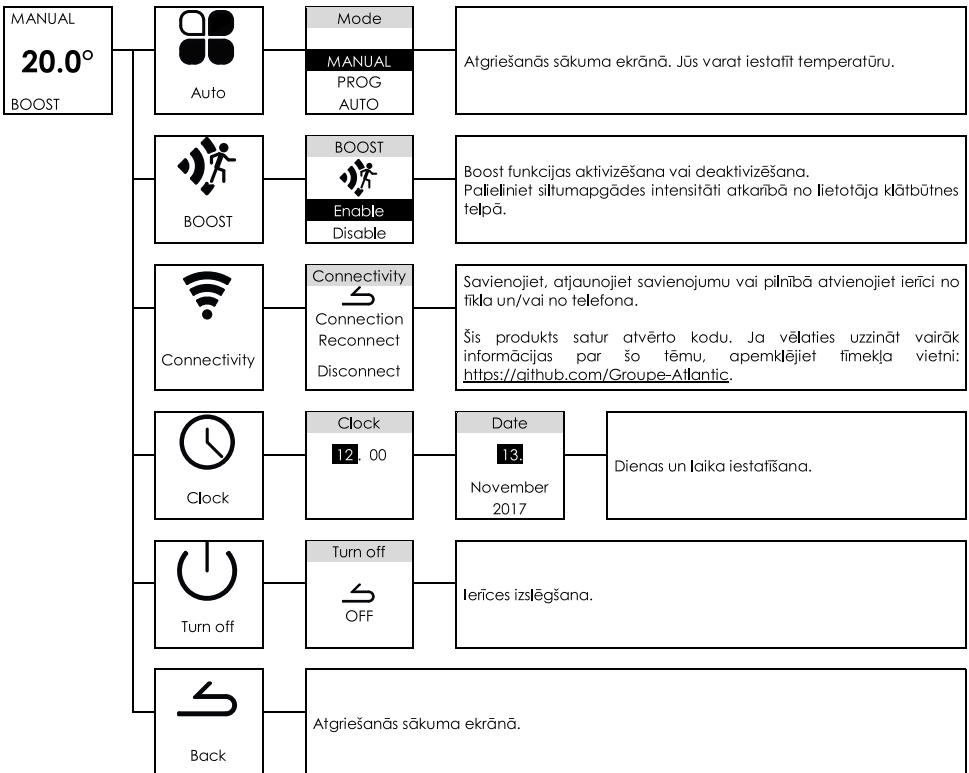 MANUAL
20.0°
BOOST
Auto
Mode
MANUAL
PROG
AUTO
Atgriešanās sākuma ekrānā. Jūs varat iestatīt temperatūru.
BOOST
BOOST
Enable
Disable
Boost funkcijas aktivizēšana vai deaktivizēšana.
Palieliniet siltumapgādes intensitāti atkarībā no lietotāja klātbūtnes
telpā.
Connectivity
Connectivity
Connection
Reconnect
Disconnect
Savienojiet, atjaunojiet savienojumu vai pilnībā atvienojiet ierīci no
tīkla un/vai no telefona.
Šis produkts satur atvērto kodu. Ja vēlaties uzzināt vairāk
informācijas par šo tēmu, apemklējiet tīmekļa vietni:
https://github.com/Groupe-Atlantic.
Clock
Clock
12. 00
Date
13.
November
2017
Dienas un laika iestatīšana.
Turn off
Turn off
OFF
Ierīces izslēgšana.
Back
Atgriešanās sākuma ekrānā.